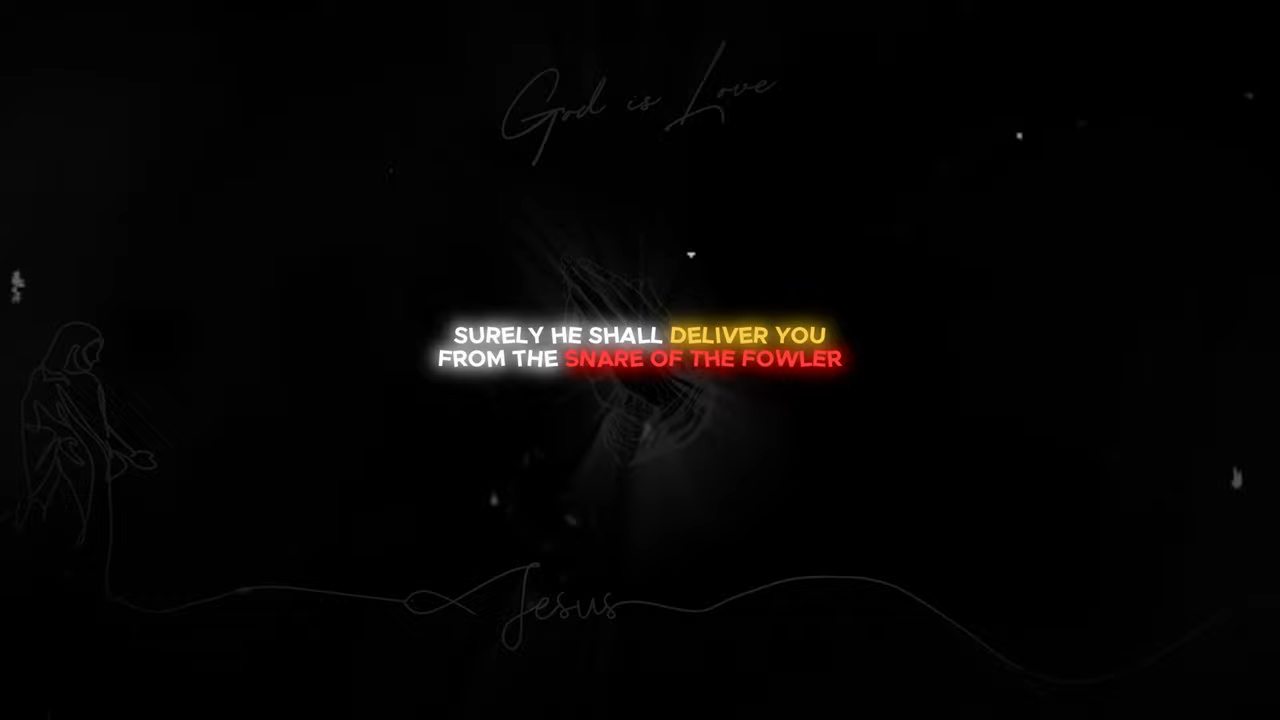 God is Love
SURELY HE SHALL DELIVER YOU
FROM THE SNARE OF THE FOWLER
Jesus